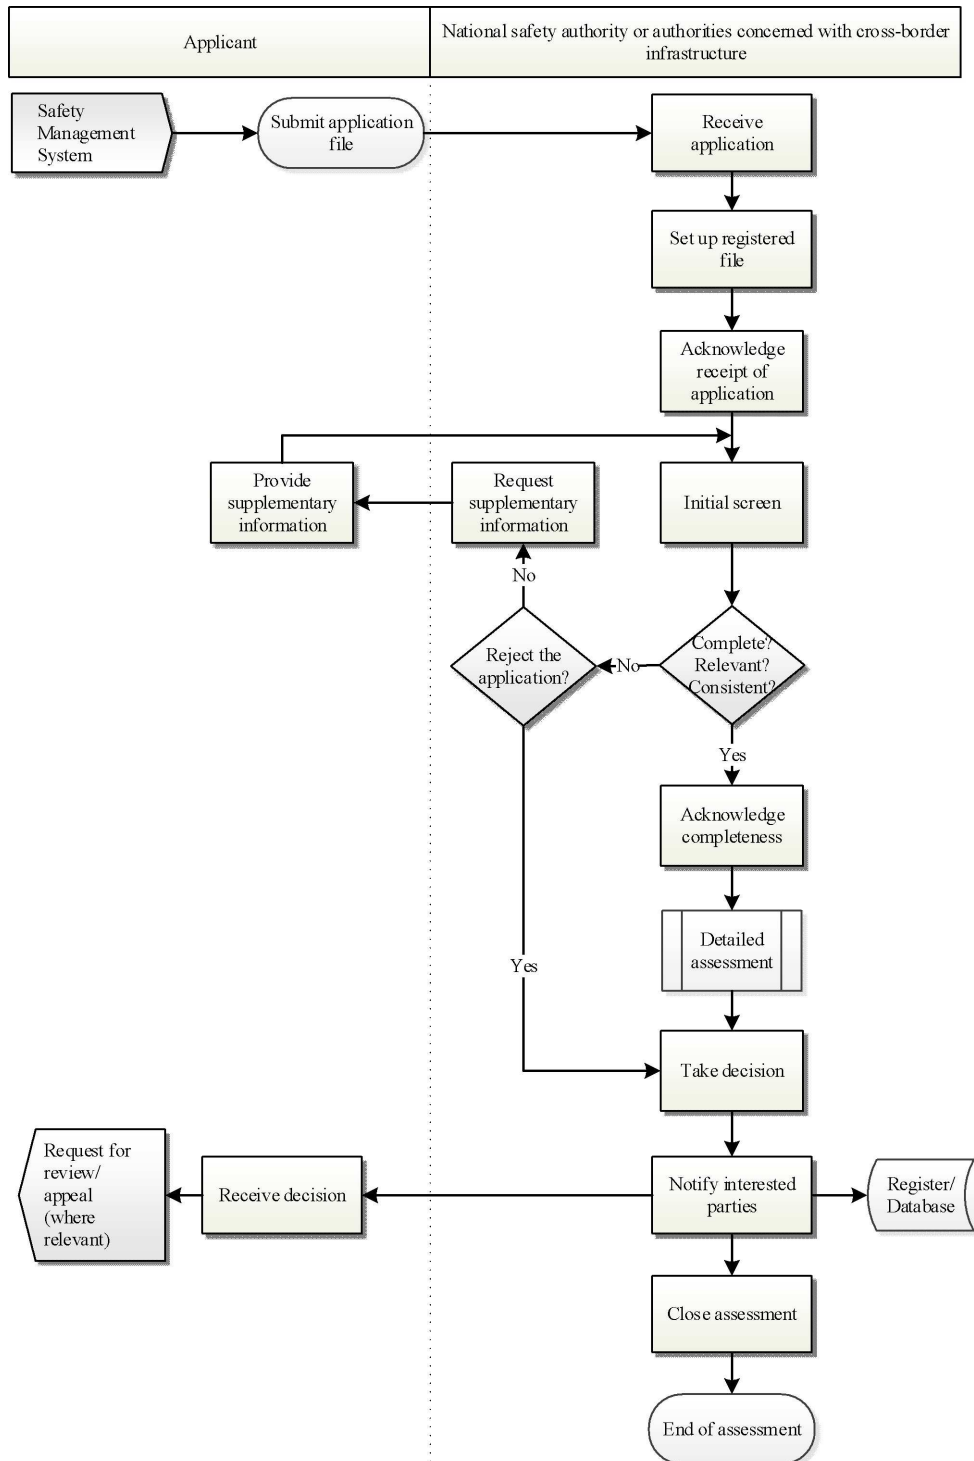 Applicant
National safety authority or authorities concerned with cross-border
infrastructure
Safety
Management
System
Submit application
file
Receive
application
Set up registered
file
Acknowledge
receipt of
application
Provide
supplementary
information
Request
supplementary
information
Initial screen
No
Reject the
application?
No
Complete?
Relevant?
Consistent?
Yes
Acknowledge
completeness
Detailed
assessment
Yes
Take decision
Request for
review/
appeal
(where
relevant)
Receive decision
Notify interested
parties
Register/
Database
Close assessment
End of assessment